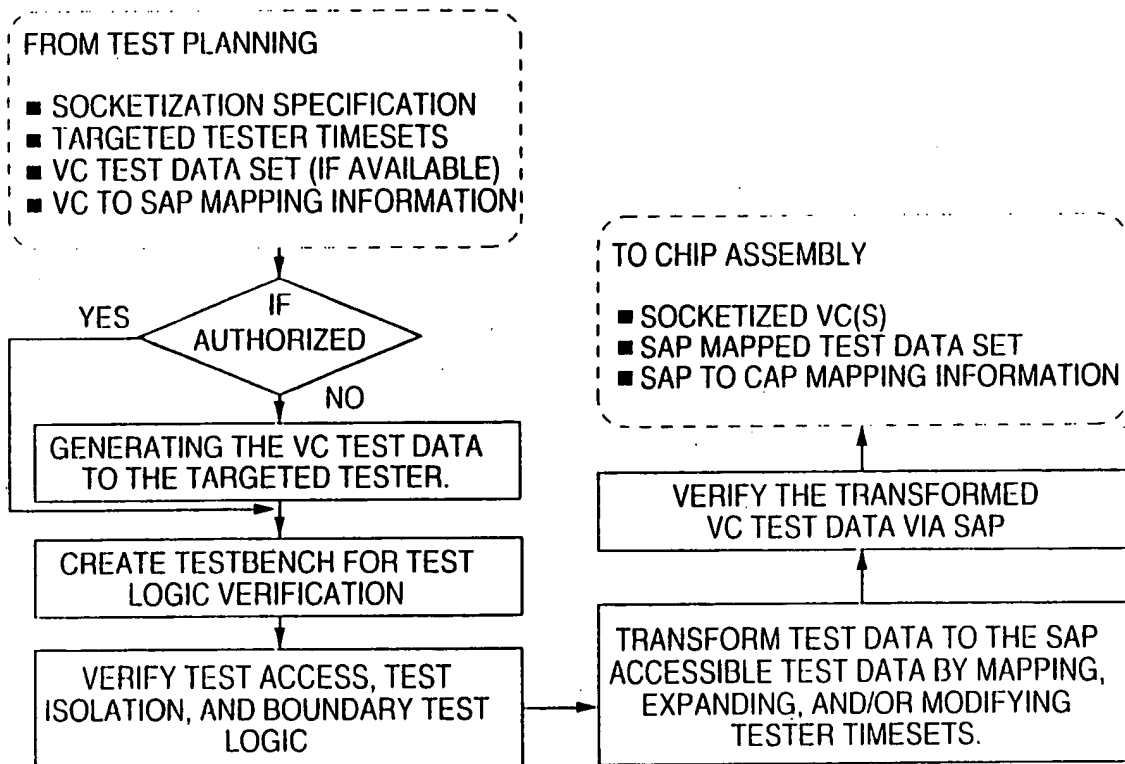 FROM TEST PLANNING
■ SOCKETIZATION SPECIFICATION
■ TARGETED TESTER TIMESETS
■ VC TEST DATA SET (IF AVAILABLE)
■ VC TO SAP MAPPING INFORMATION
IF
AUTHORIZED
YES
NO
GENERATING THE VC TEST DATA
TO THE TARGETED TESTER.
CREATE TESTBENCH FOR TEST
LOGIC VERIFICATION
VERIFY TEST ACCESS, TEST
ISOLATION, AND BOUNDARY TEST
LOGIC
TRANSFORM TEST DATA TO THE SAP
ACCESSIBLE TEST DATA BY MAPPING,
EXPANDING, AND/OR MODIFYING
TESTER TIMESETS.
VERIFY THE TRANSFORMED
VC TEST DATA VIA SAP
TO CHIP ASSEMBLY
■ SOCKETIZED VC(S)
■ SAP MAPPED TEST DATA SET
■ SAP TO CAP MAPPING INFORMATION